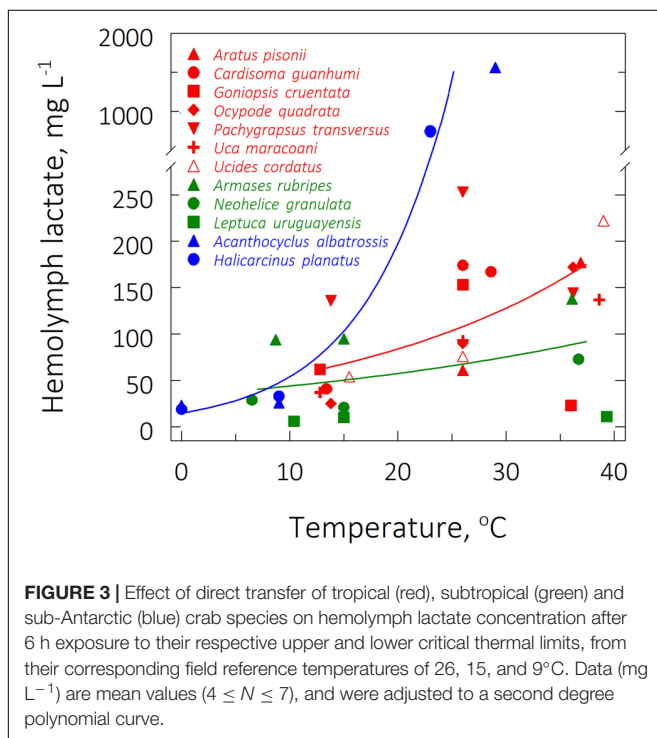 2000
1000
250
200
150
100
50
0
Hemolymph lactate, mg L⁻¹
Aratus pisonii
Cardisoma guanhumi
Goniopsis cruentata
Ocypode quadrata
Pachygrapsus transversus
Uca maracoani
Ucides cordatus
Armases rubripes
Neohelice granulata
Leptuca uruguayensis
Acanthocyclus albatrossis
Halicarcinus planatus
0 10 20 30 40
Temperature, °C
FIGURE 3 | Effect of direct transfer of tropical (red), subtropical (green) and
sub-Antarctic (blue) crab species on hemolymph lactate concentration after
6 h exposure to their respective upper and lower critical thermal limits, from
their corresponding field reference temperatures of 26, 15, and 9°C. Data (mg
L⁻¹) are mean values (4 ≤ N ≤ 7), and were adjusted to a second degree
polynomial curve.